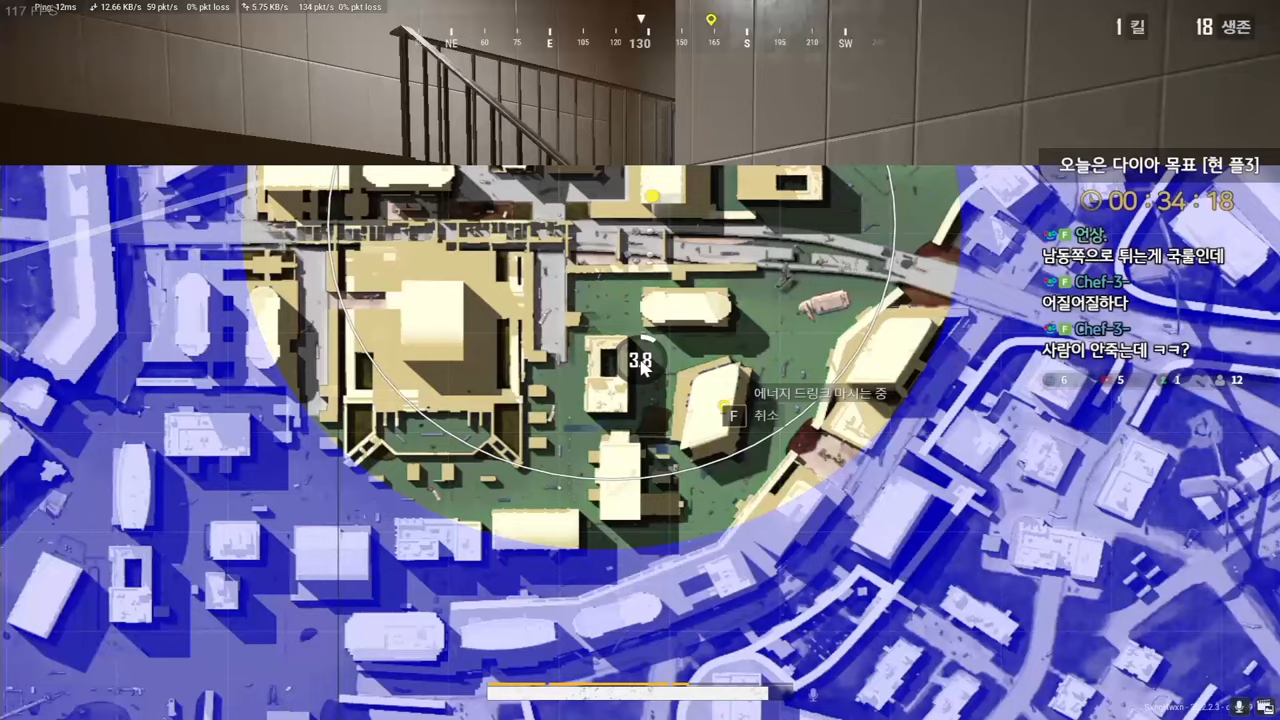 117 FPS
Ping: 12ms 12.66 KB/s 59 pkt/s 0% pkt loss 5.75 KB/s 134 pkt/s 0% pkt loss
NE 60 75 E 105 120 130 150 165 S 195 210 SW
1 킬 18 생존
오늘은 다이아 목표 [현 플3]
00 : 34 : 18
언상.
남동쪽으로 튀는게 국룰인데
Chef-3-
어질어질하다
Chef-3-
사람이 안죽는데 ㅋㅋ?
6 5 1 12
3.8
에너지 드링크 마시는 중
F 취소